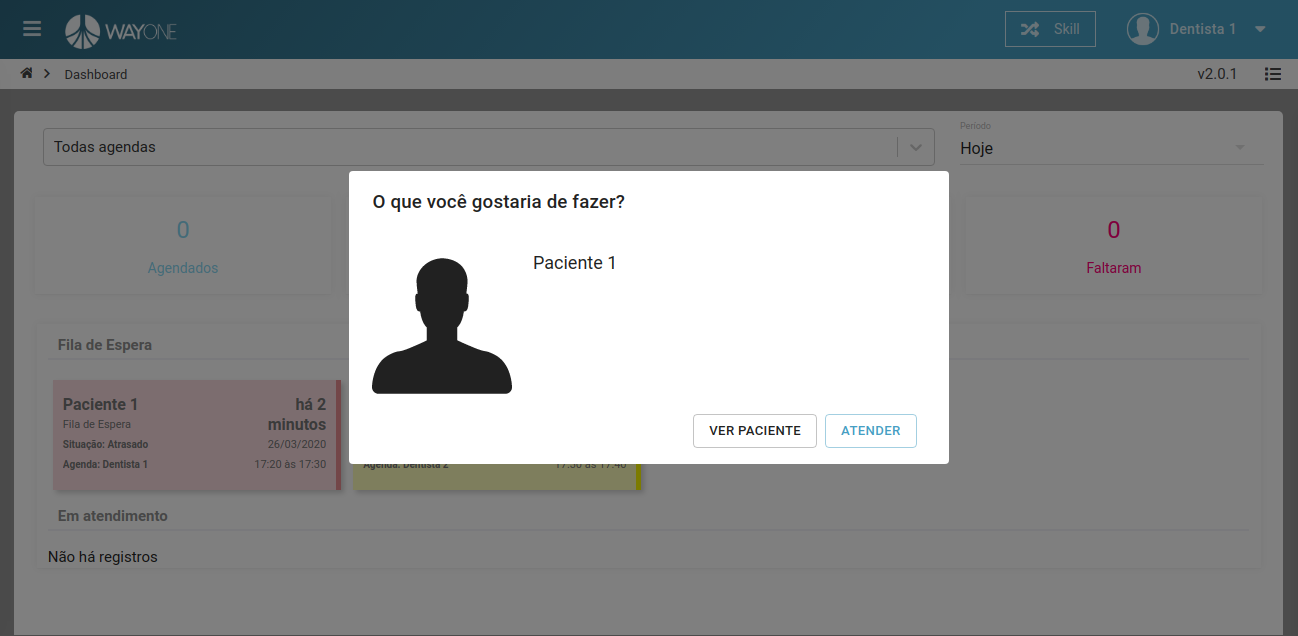 WAYONE
Skill
Dentista 1
Dashboard
v2.0.1
Todas agendas
Período
Hoje
O que você gostaria de fazer?
0
Agendados
Paciente 1
0
Faltaram
Fila de Espera
Paciente 1
há 2 minutos
Fila de Espera
Situação: Atrasado
26/03/2020
Agenda: Dentista 1
17:20 às 17:30
VER PACIENTE
ATENDER
Agenda: Dentista 2
17:30 às 17:40
Em atendimento
Não há registros